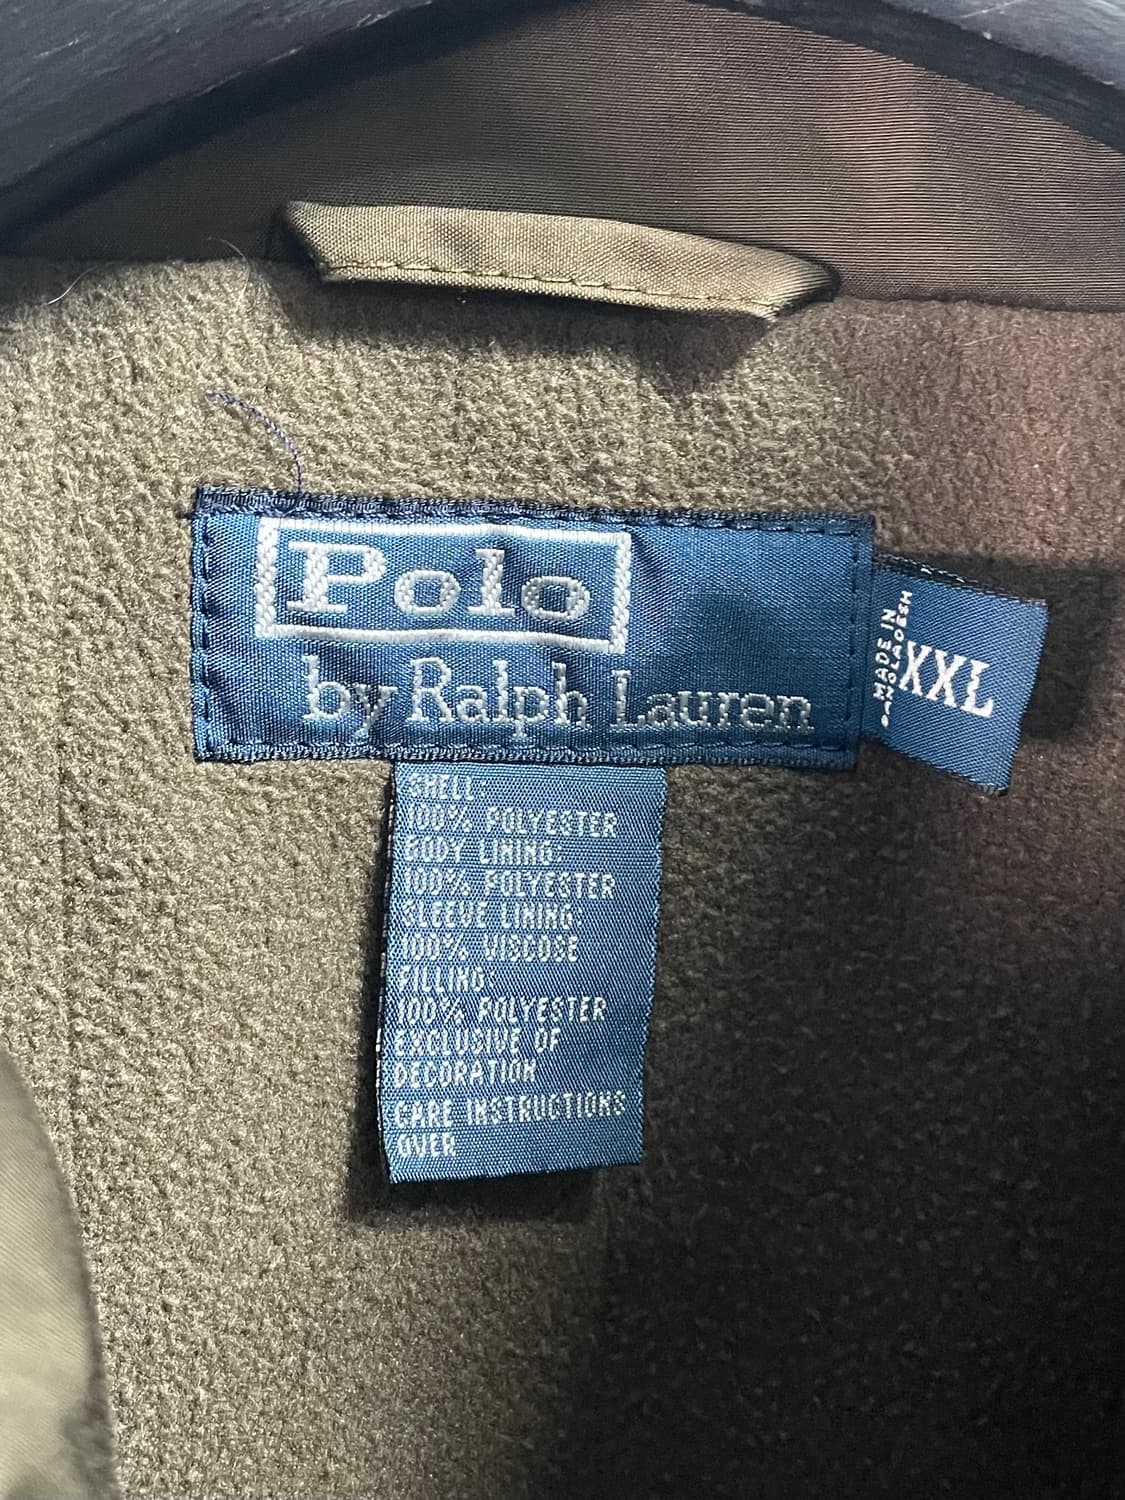 Polo
by Ralph Lauren
MADE IN
BANGLADESH
XXL
SHELL
100% POLYESTER
BODY LINING:
100% POLYESTER
SLEEVE LINING:
100% VISCOSE
FILLING:
100% POLYESTER
EXCLUSIVE OF
DECORATION
CARE INSTRUCTIONS
OVER